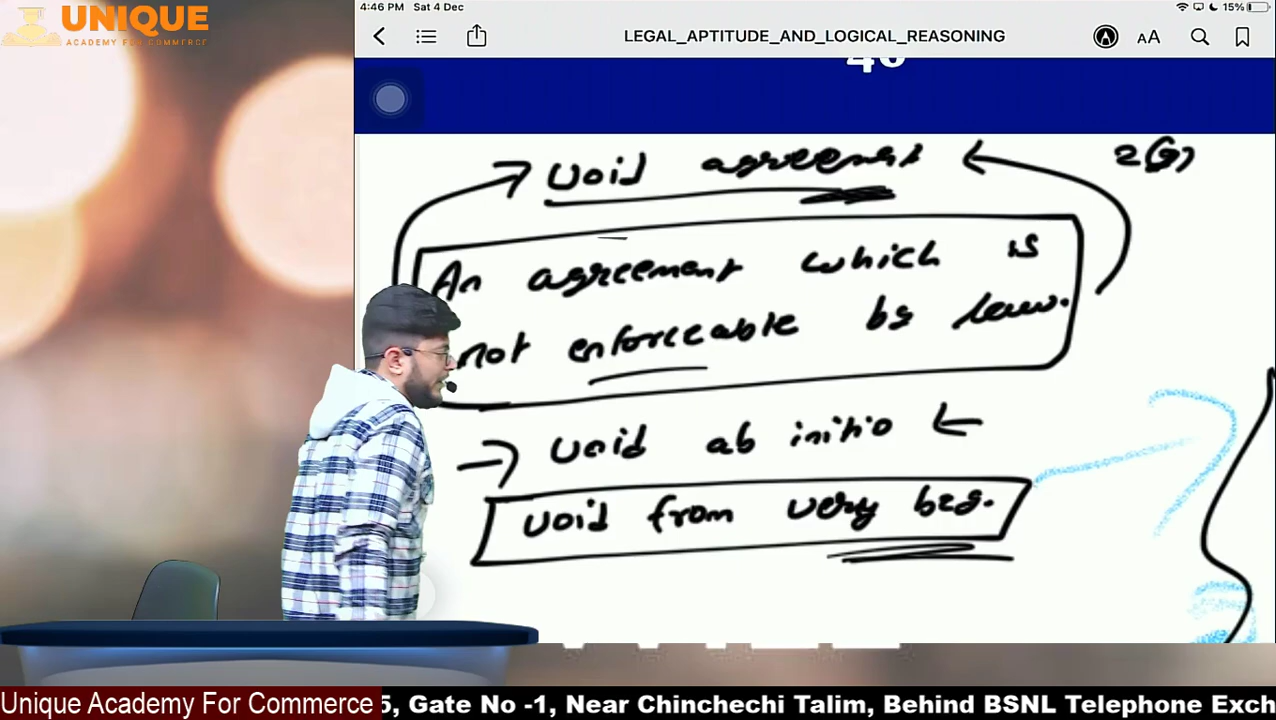 UNIQUE
ACADEMY FOR COMMERCE
4:46 PM Sat 4 Dec
15%
LEGAL_APTITUDE_AND_LOGICAL_REASONING
AA
Void agreement
2(g)
An agreement which is
not enforceable by law.
Void ab initio
Void from very beg.
Unique Academy For Commerce
5, Gate No -1, Near Chinchechi Talim, Behind BSNL Telephone Exch